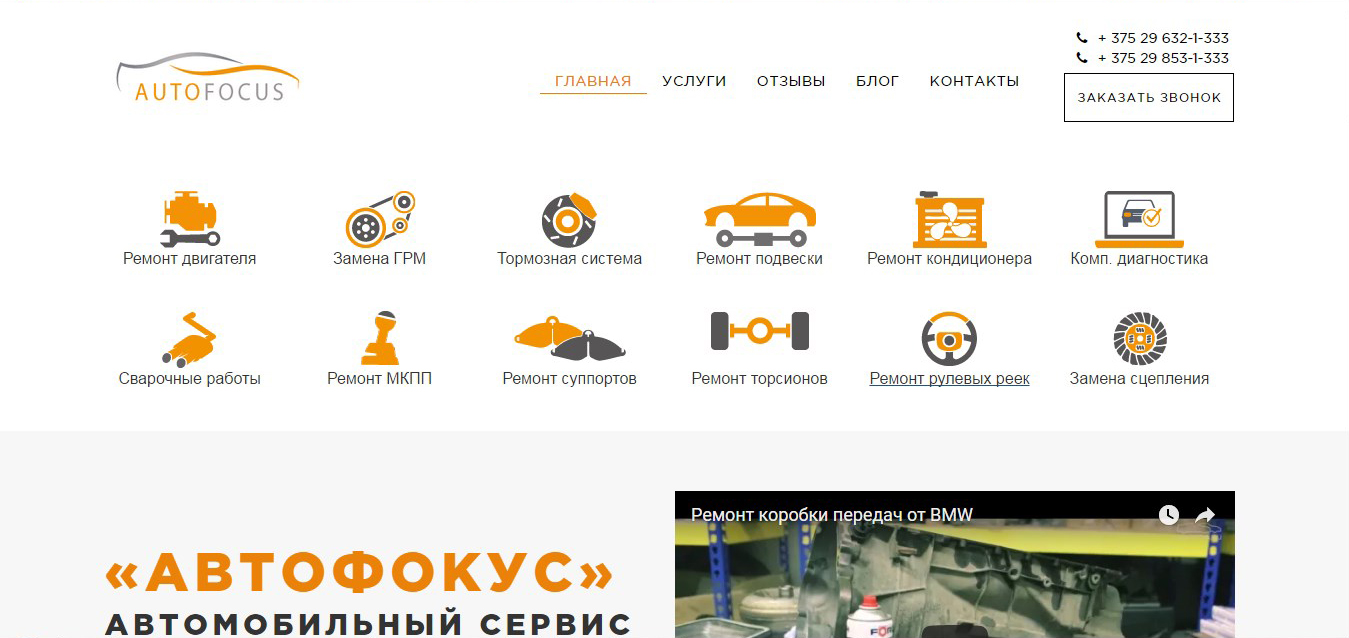 + 375 29 632-1-333
+ 375 29 853-1-333
AUTOFOCUS
ГЛАВНАЯ УСЛУГИ ОТЗЫВЫ БЛОГ КОНТАКТЫ
ЗАКАЗАТЬ ЗВОНОК
Ремонт двигателя Замена ГРМ Тормозная система Ремонт подвески Ремонт кондиционера Комп. диагностика
Сварочные работы Ремонт МКПП Ремонт суппортов Ремонт торсионов Ремонт рулевых реек Замена сцепления
Ремонт коробки передач от BMW
«АВТОФОКУС»
АВТОМОБИЛЬНЫЙ СЕРВИС